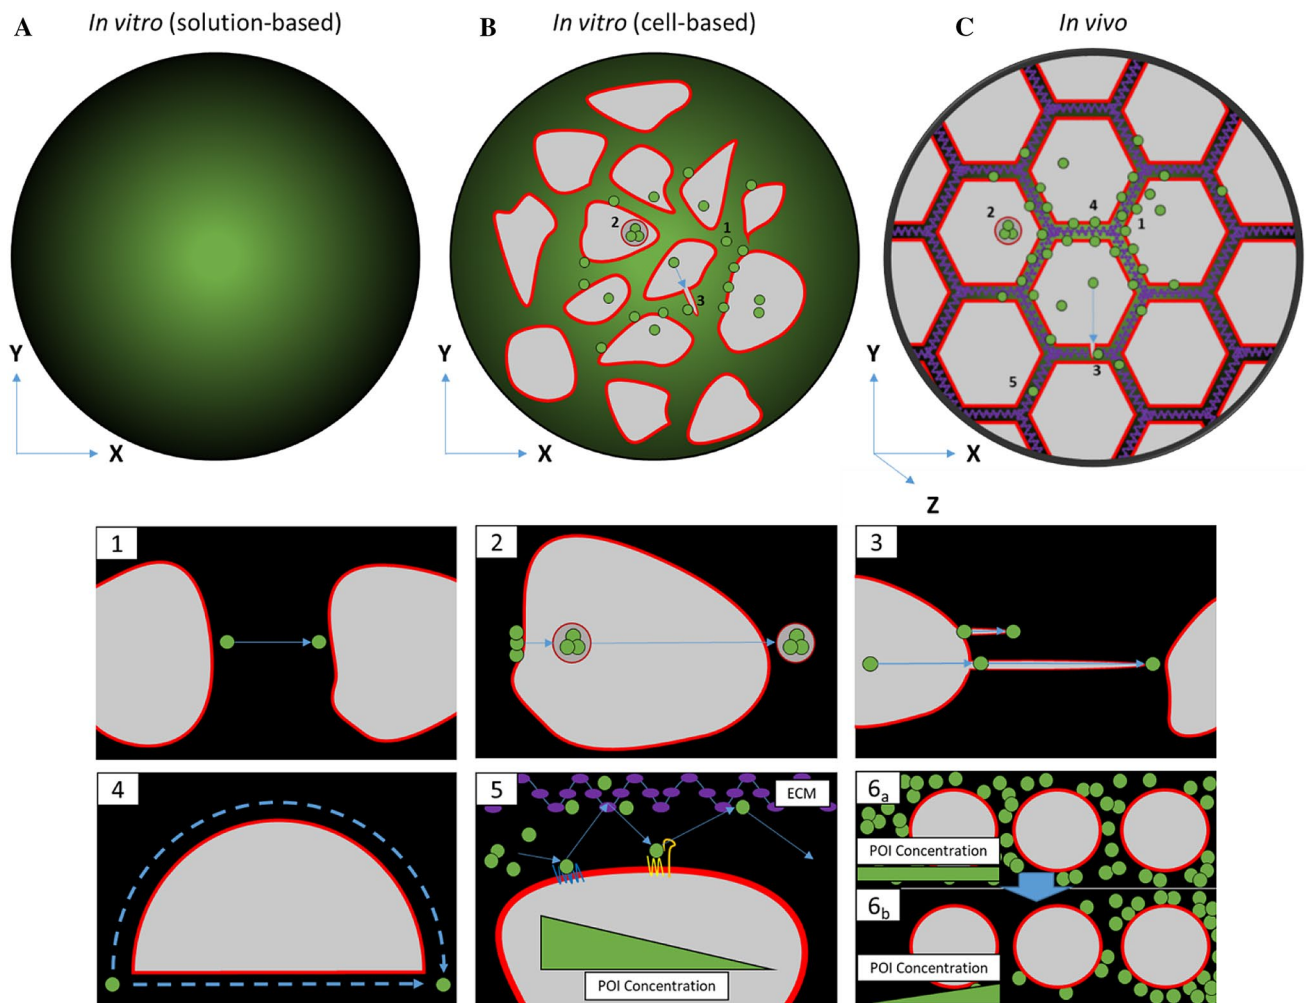 A In vitro (solution-based)
B In vitro (cell-based)
C In vivo
2
1
3
2
4
1
3
5
Y
X
Y
X
Y
X
Z
1
2
3
4
5
ECM
POI Concentration
6a
POI Concentration
6b
POI Concentration